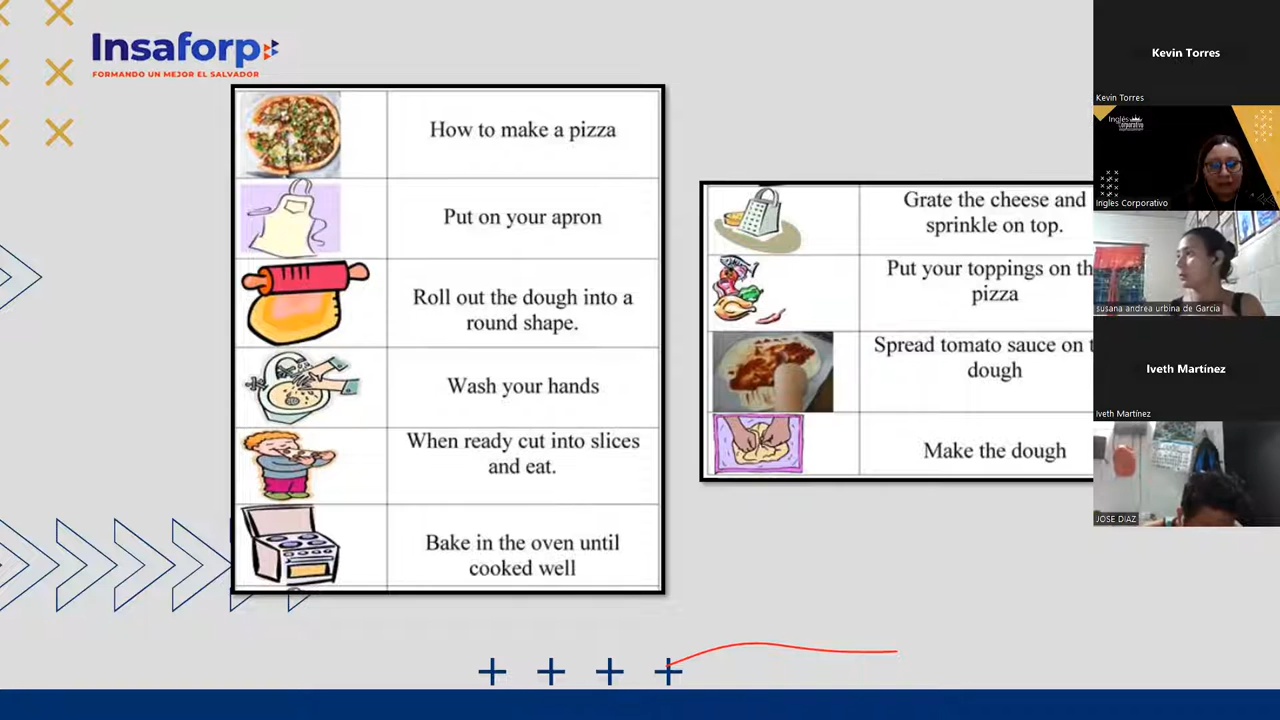 Insaforp
FORMANDO UN MEJOR EL SALVADOR
How to make a pizza
Put on your apron
Roll out the dough into a
round shape.
Wash your hands
When ready cut into slices
and eat.
Bake in the oven until
cooked well
Grate the cheese and
sprinkle on top.
Put your toppings on th
pizza
Spread tomato sauce on t
dough
Make the dough
Kevin Torres
Kevin Torres
Inglés
Corporativo
Ingles Corporativo
susana andrea urbina de Garcia
Iveth Martínez
Iveth Martínez
JOSE DIAZ